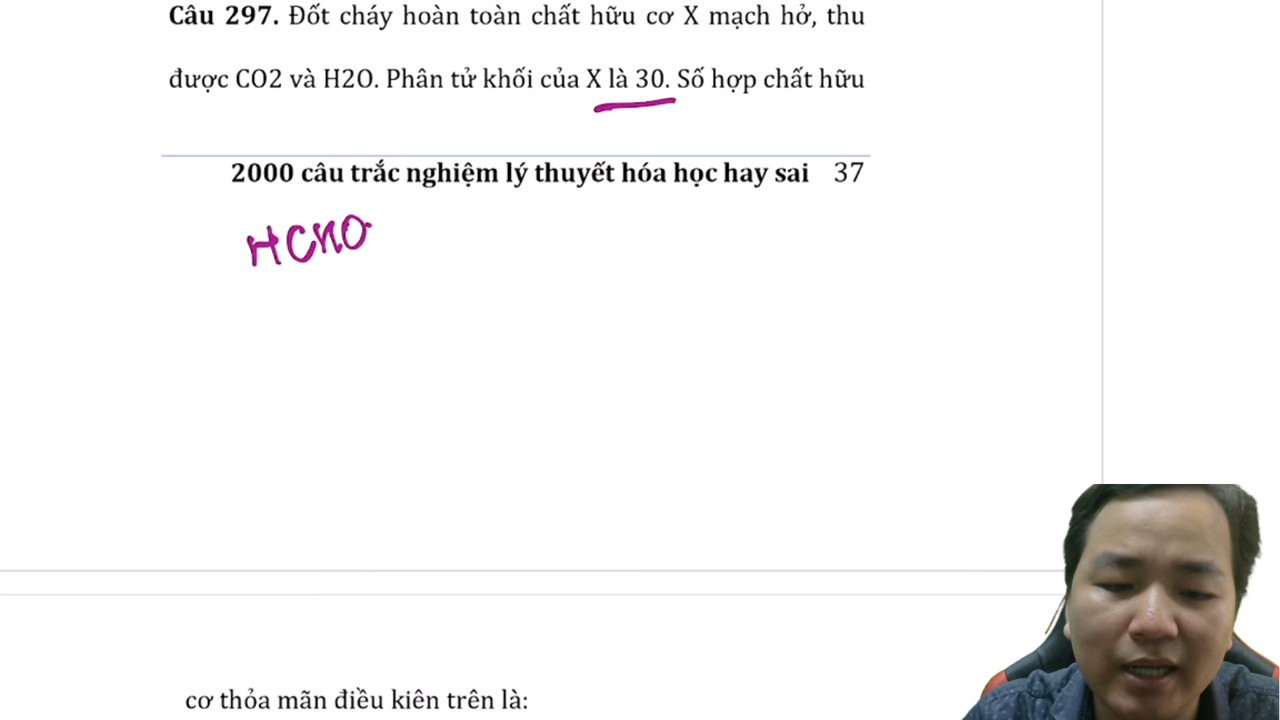 Câu 297. Đốt cháy hoàn toàn chất hữu cơ X mạch hở, thu
được CO2 và H2O. Phân tử khối của X là 30. Số hợp chất hữu
2000 câu trắc nghiệm lý thuyết hóa học hay sai 37
HCHO
cơ thỏa mãn điều kiên trên là: